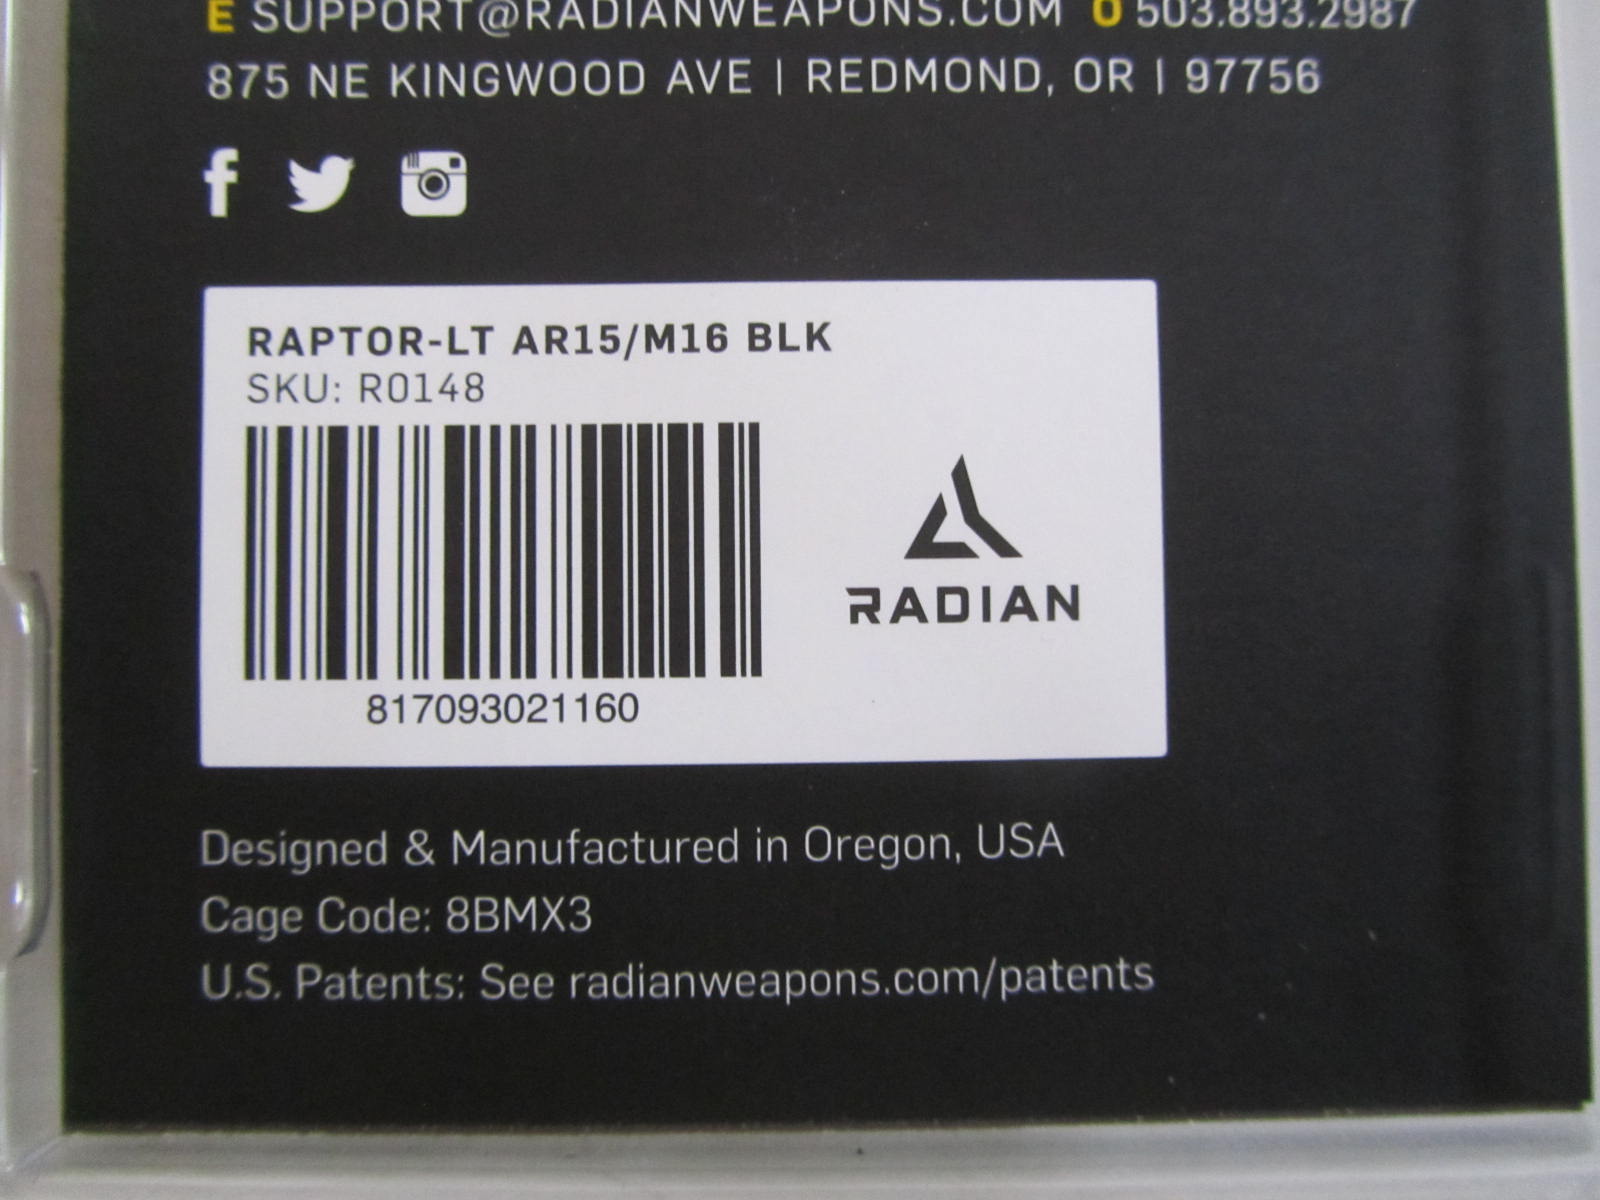 E SUPPORT@RADIANWEAPONS.COM O 503.893.2987
875 NE KINGWOOD AVE | REDMOND, OR | 97756
RAPTOR-LT AR15/M16 BLK
SKU: R0148
817093021160
RADIAN
Designed & Manufactured in Oregon, USA
Cage Code: 8BMX3
U.S. Patents: See radianweapons.com/patents